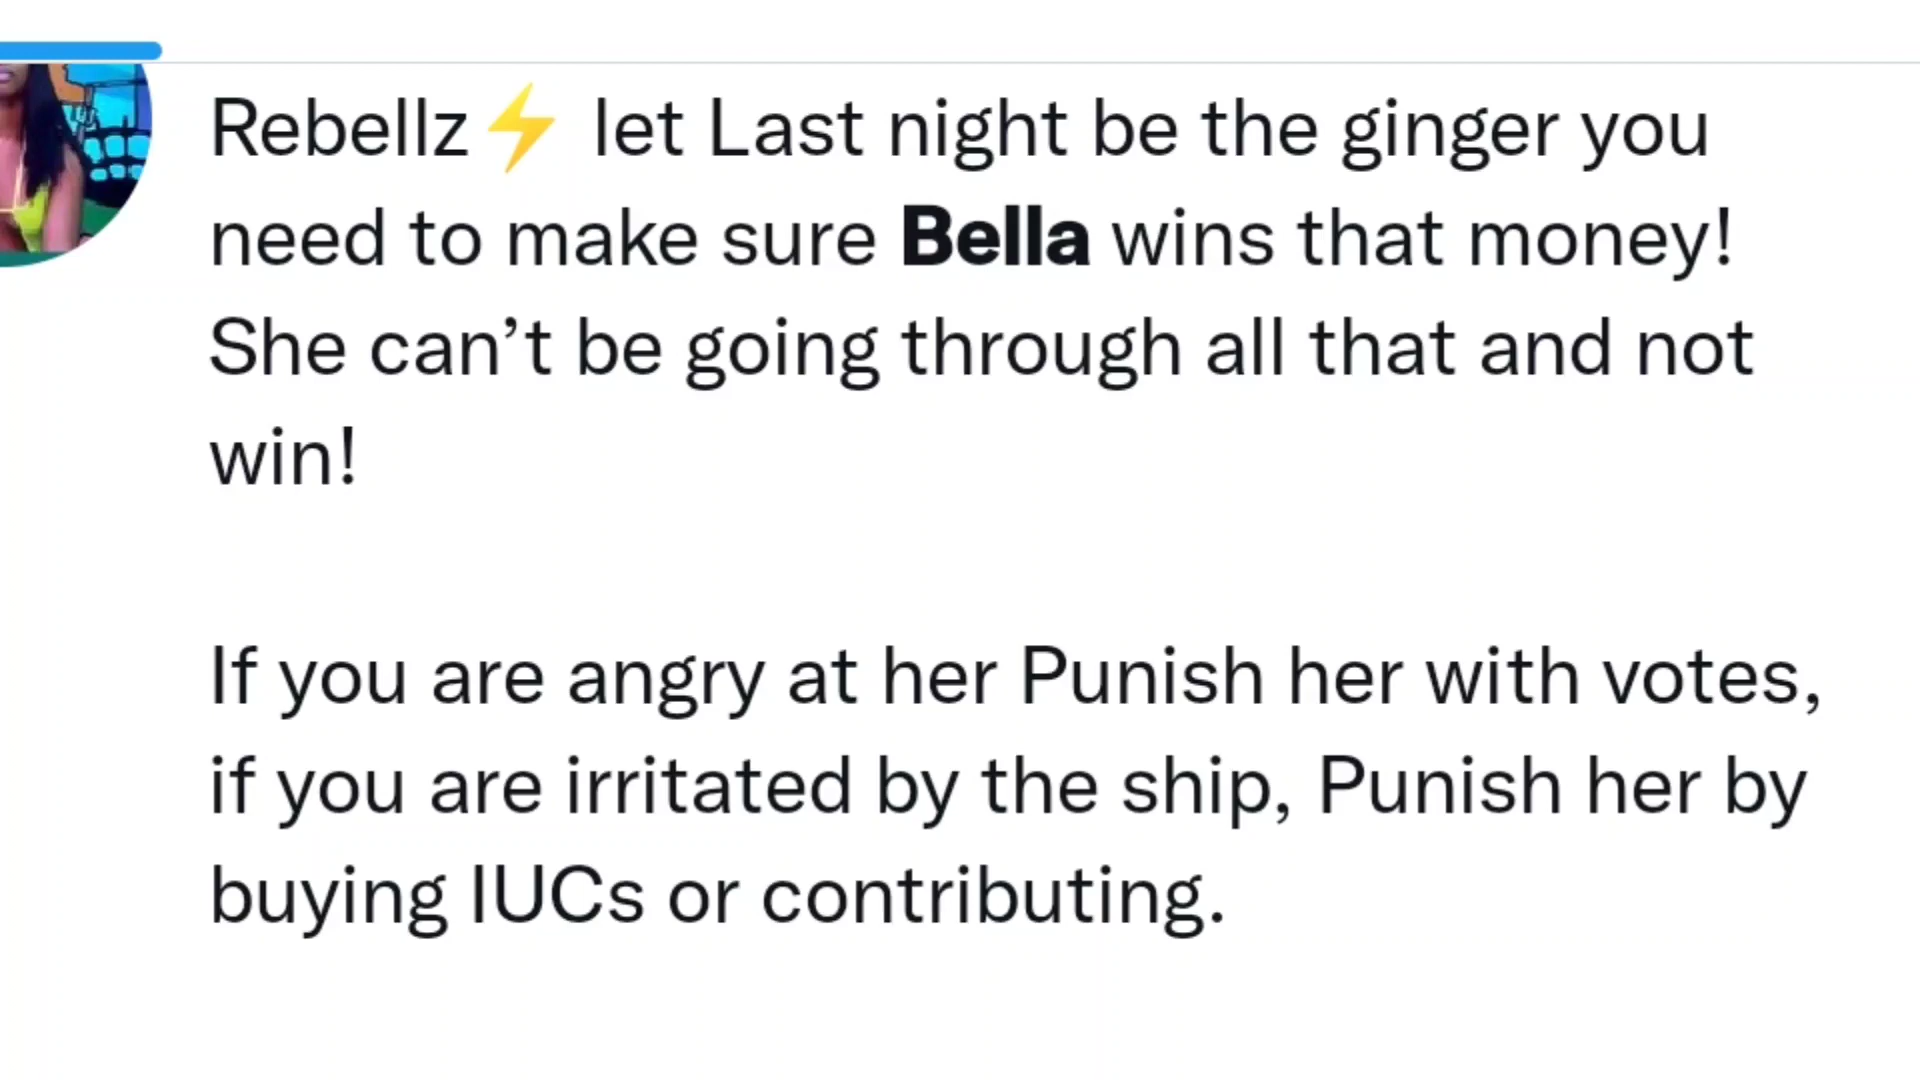 Rebellz⚡ let Last night be the ginger you
need to make sure Bella wins that money!
She can’t be going through all that and not
win!
If you are angry at her Punish her with votes,
if you are irritated by the ship, Punish her by
buying IUCs or contributing.